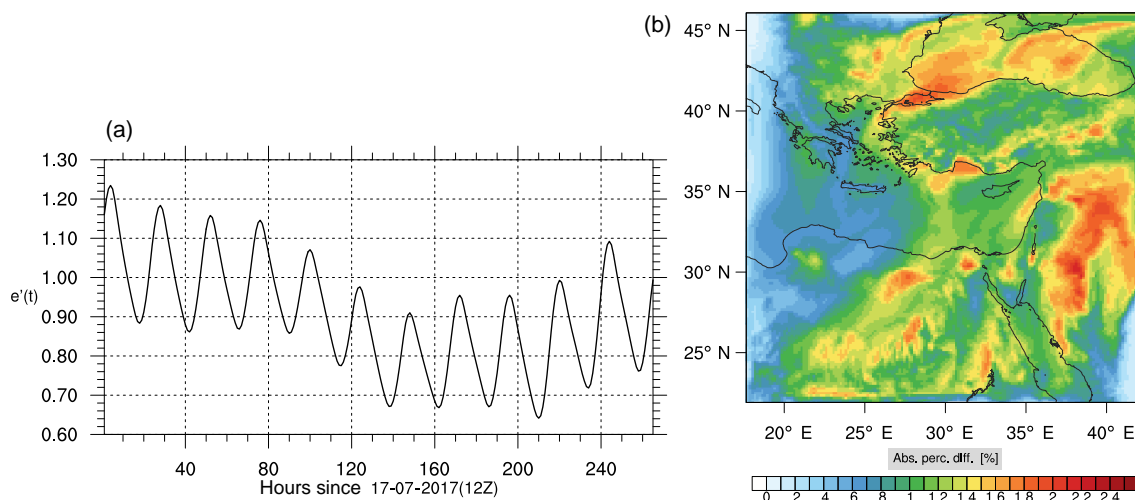 (a)
1.30
1.20
1.10
1.00
e'(t)
0.90
0.80
0.70
0.60
40 80 120 160 200 240
Hours since 17-07-2017(12Z)
(b)
45° N
40° N
35° N
30° N
25° N
20° E 25° E 30° E 35° E 40° E
Abs. perc. diff. [%]
0 .2 .4 .6 .8 1 1.2 1.4 1.6 1.8 2 2.2 2.4